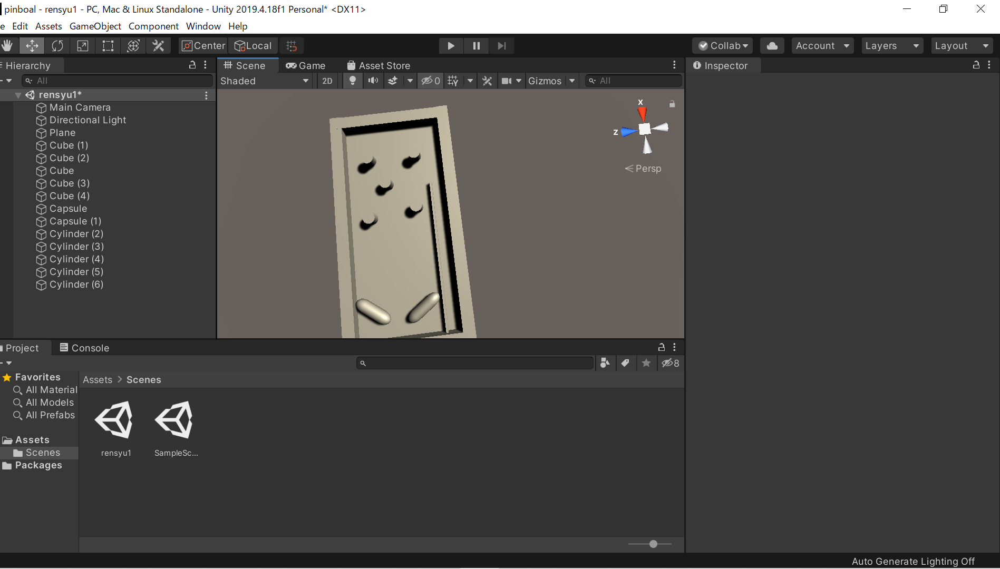 pinboal - rensyu1 - PC, Mac & Linux Standalone - Unity 2019.4.18f1 Personal* <DX11>
e Edit Assets GameObject Component Window Help
Center Local Collab Account Layers Layout
Hierarchy
Scene Game Asset Store
Inspector
All
Shaded 2D 0 Gizmos All
rensyu1*
Main Camera
Directional Light
Plane
Cube (1)
Cube (2)
Cube
Cube (3)
Cube (4)
Capsule
Capsule (1)
Cylinder (2)
Cylinder (3)
Cylinder (4)
Cylinder (5)
Cylinder (6)
x
z
Persp
Project Console
8
Favorites
All Material
All Models
All Prefabs
Assets
Scenes
Packages
Assets > Scenes
rensyu1
SampleSc...
Auto Generate Lighting Off